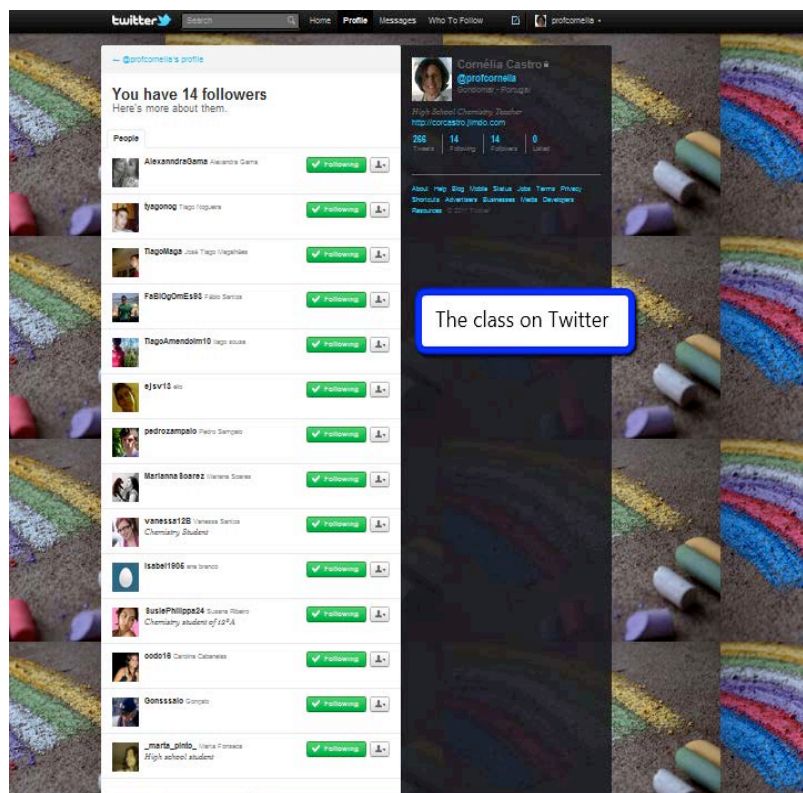 twitter Search Home Profile Messages Who To Follow profcornelia
← @profcornelia's profile
You have 14 followers
Here's more about them.
People
AlexanndraGama Alexandra Gama
Following
tyagonog Tiago Nogueira
Following
TiagoMaga José Tiago Magalhães
Following
FaBIOgOmEs93 Fábio Santos
Following
TiagoAmendoim10 tiago sousa
Following
ejsv13 elio
Following
pedrozampaio Pedro Sampaio
Following
MariannaSoarez Mariana Soares
Following
vanessa12B Vanessa Santos
Chemistry Student
Following
Isabel1905 ana branco
Following
SusiePhilippa24 Susana Ribeiro
Chemistry student of 12ºA
Following
Carolina Cabanelas
Following
Gonsssalo Gonçalo
Following
_marta_pinto_ Marta Fonseca
High school student
Following
Cornélia Castro
@profcornelia
Gondomar - Portugal
High School Chemistry Teacher
http://corcastro.jimdo.com
266 14 14 0
Tweets Following Followers Listed
About Help Blog Mobile Status Jobs Terms Privacy
Shortcuts Advertisers Businesses Media Developers
Resources © 2011 Twitter
The class on Twitter